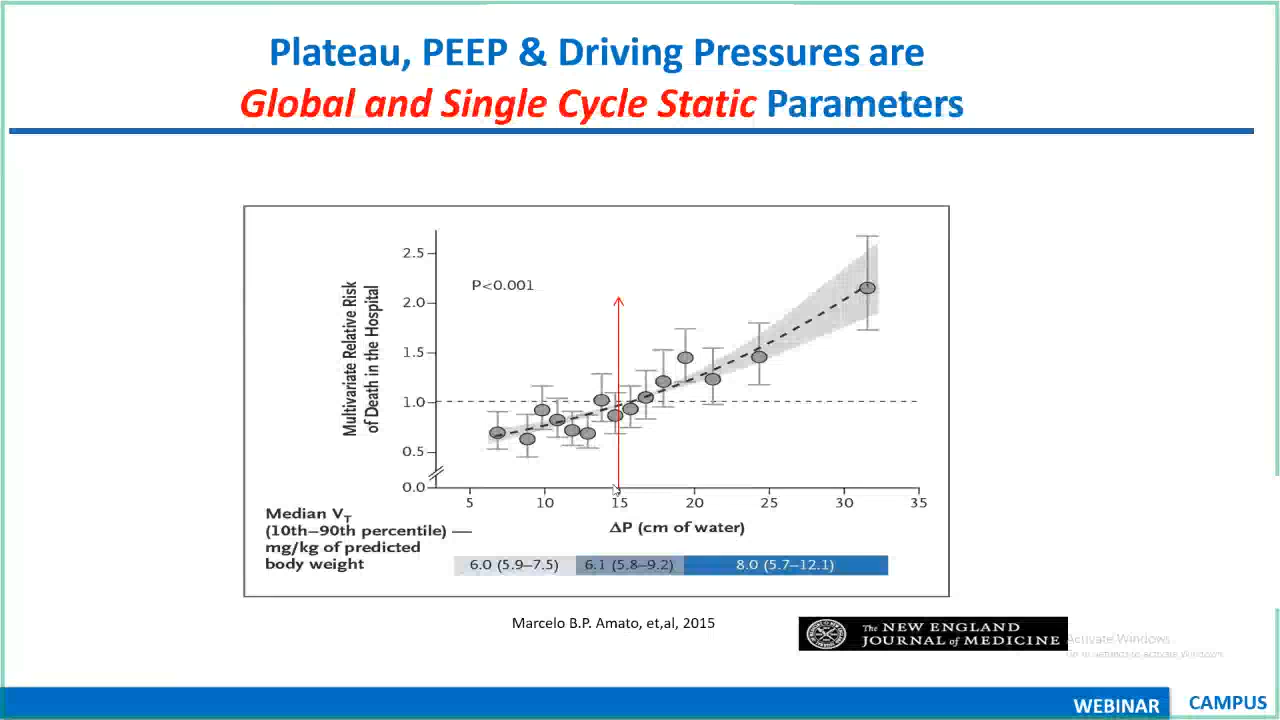 Plateau, PEEP & Driving Pressures are
Global and Single Cycle Static Parameters
Multivariate Relative Risk
of Death in the Hospital
2.5
2.0
1.5
1.0
0.5
0.0
P<0.001
5 10 15 20 25 30 35
ΔP (cm of water)
Median VT
(10th–90th percentile) —
mg/kg of predicted
body weight
6.0 (5.9–7.5) 6.1 (5.8–9.2) 8.0 (5.7–12.1)
Marcelo B.P. Amato, et,al, 2015
The NEW ENGLAND
JOURNAL of MEDICINE
Activate Windows
WEBINAR CAMPUS